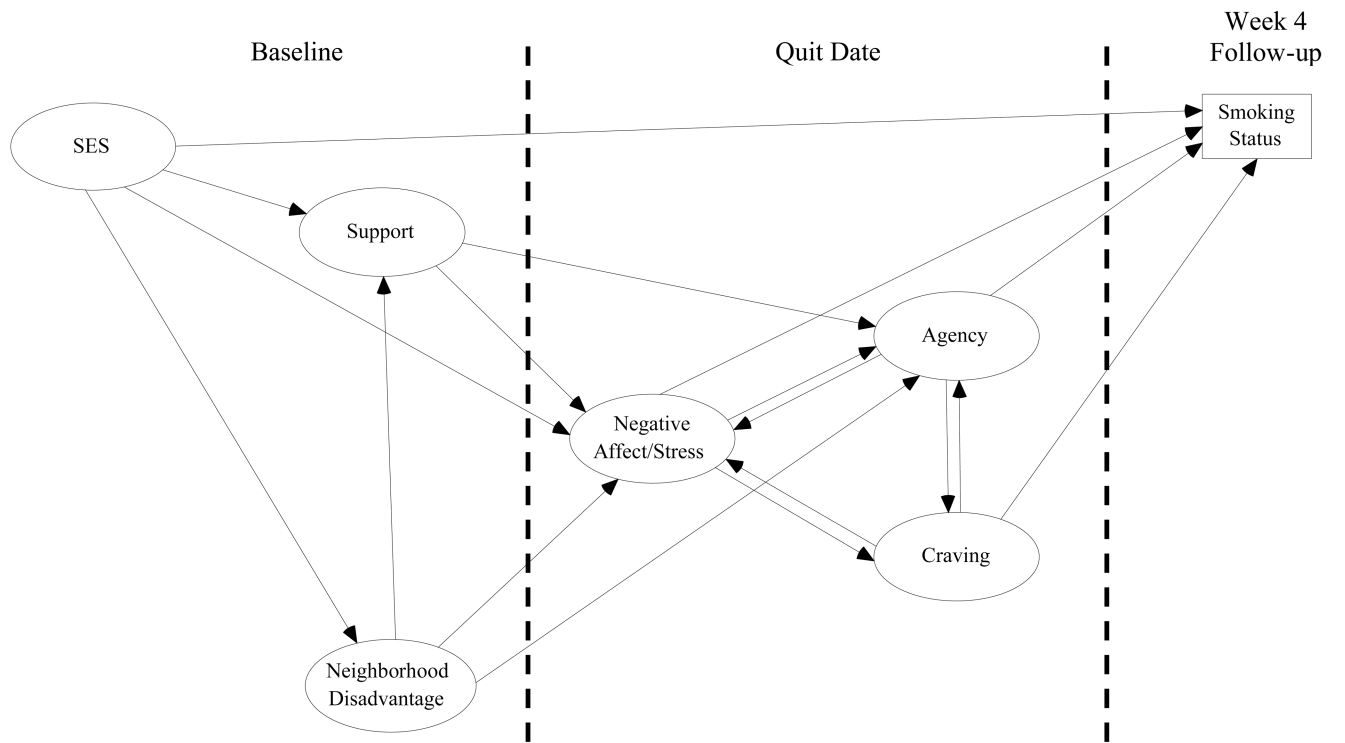 Baseline
Quit Date
Week 4
Follow-up
SES
Smoking
Status
Support
Agency
Negative
Affect/Stress
Craving
Neighborhood
Disadvantage